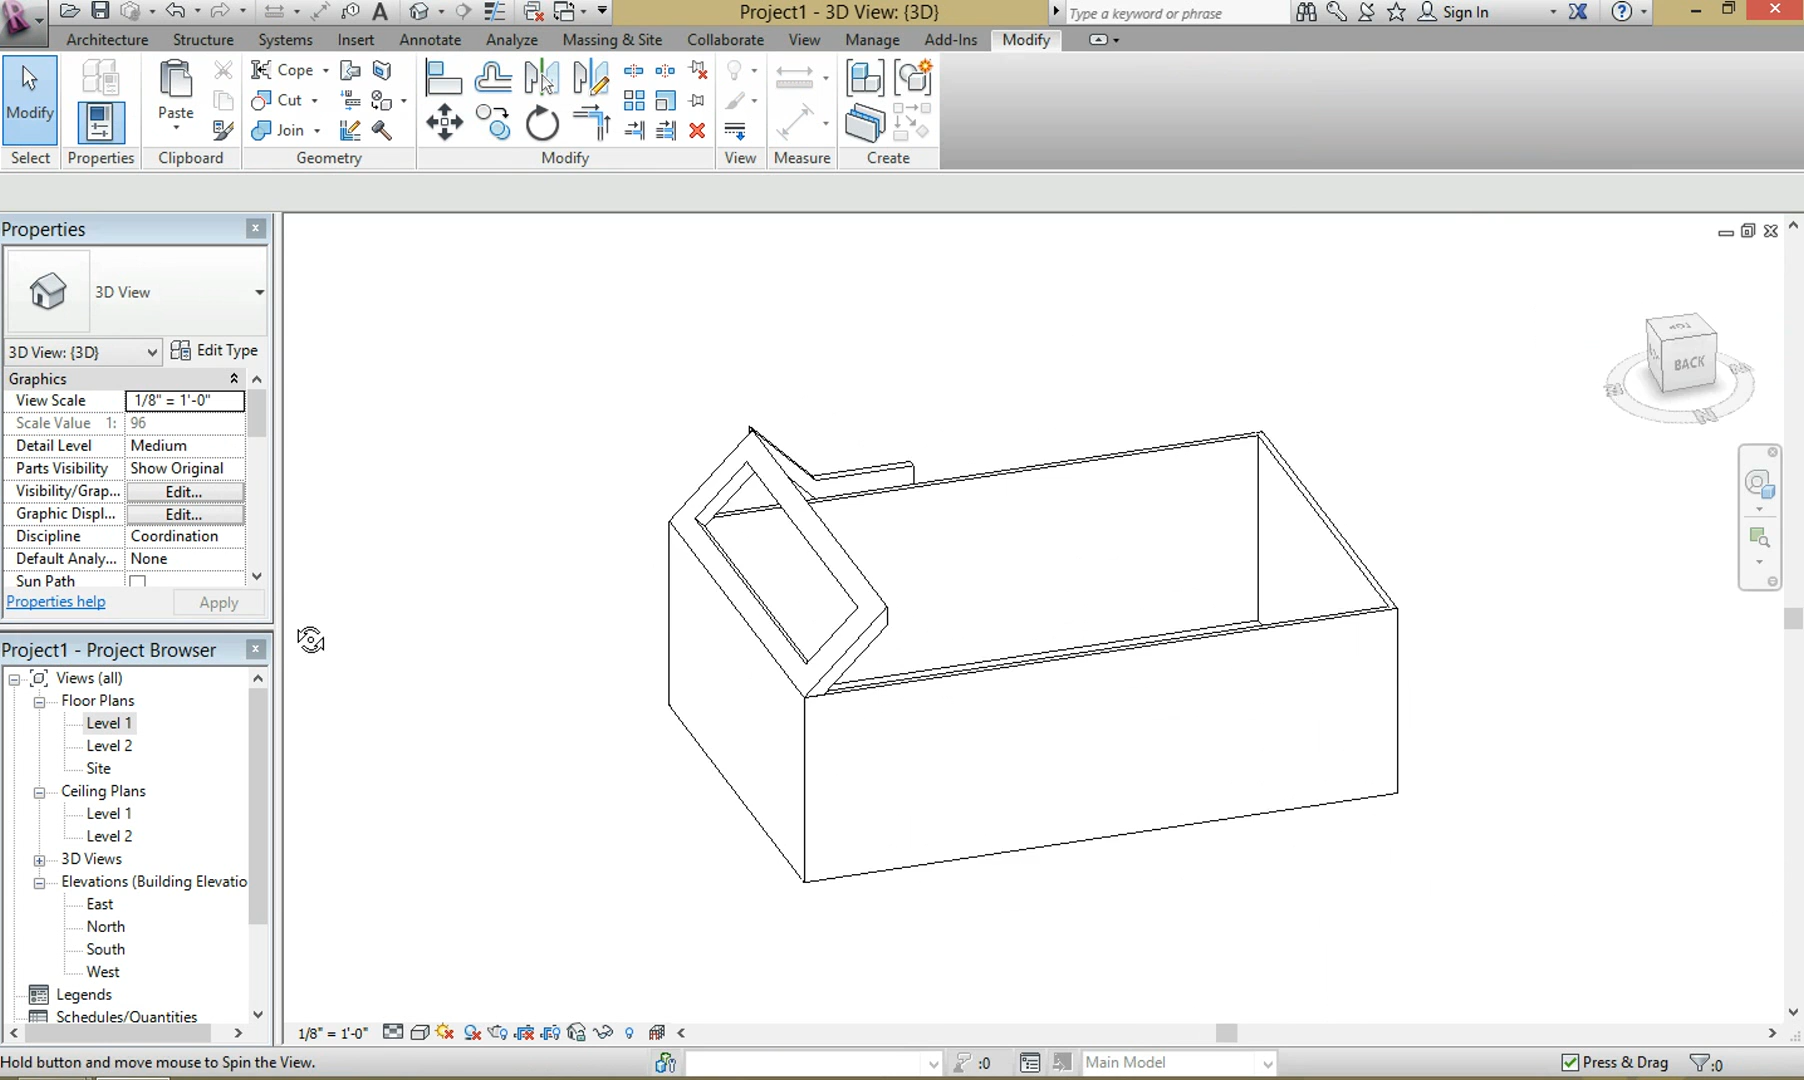 Project1 - 3D View: {3D}
Type a keyword or phrase
Sign In
Architecture Structure Systems Insert Annotate Analyze Massing & Site Collaborate View Manage Add-Ins Modify
Modify
Paste
Cope
Cut
Join
Select Properties Clipboard Geometry Modify View Measure Create
Properties
3D View
3D View: {3D}
Edit Type
Graphics
View Scale 1/8" = 1'-0"
Scale Value 1: 96
Detail Level Medium
Parts Visibility Show Original
Visibility/Grap... Edit...
Graphic Displ... Edit...
Discipline Coordination
Default Analy... None
Sun Path
Properties help
Apply
TOP
BACK
Project1 - Project Browser
Views (all)
Floor Plans
Level 1
Level 2
Site
Ceiling Plans
Level 1
Level 2
3D Views
Elevations (Building Elevatio
East
North
South
West
Legends
Schedules/Quantities
1/8" = 1'-0"
Hold button and move mouse to Spin the View.
:0
Main Model
Press & Drag
:0